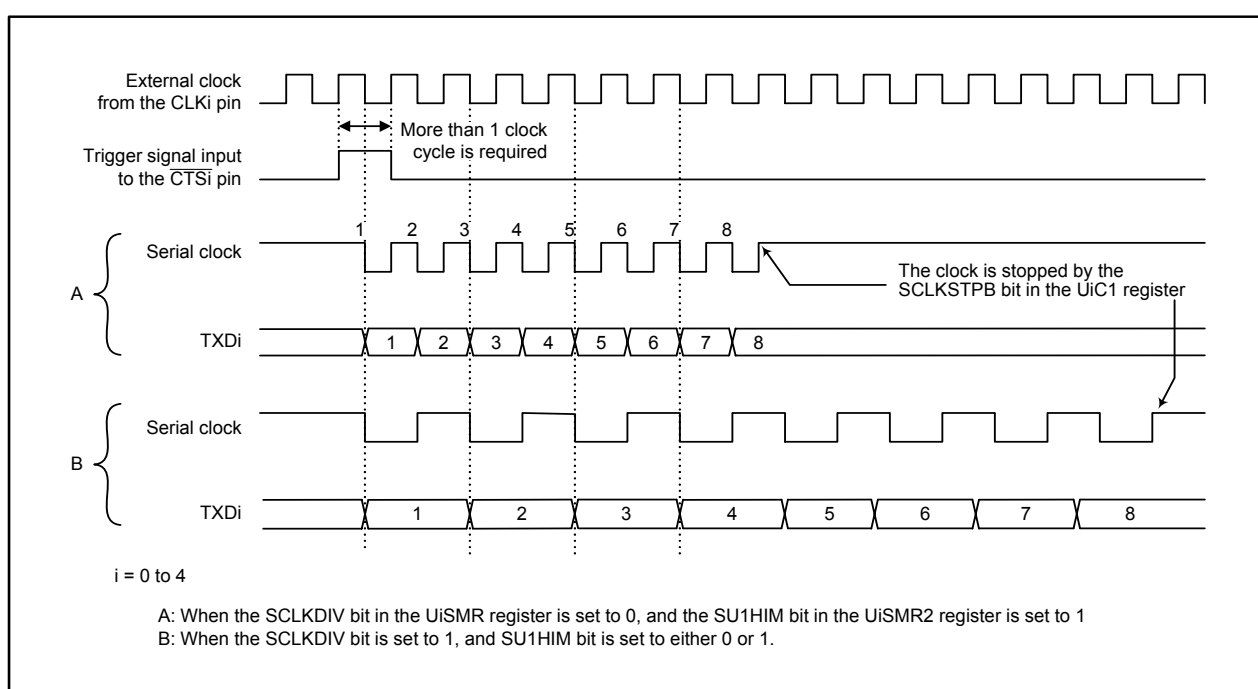 External clock
from the CLKi pin
More than 1 clock
cycle is required
Trigger signal input
to the CTSi pin
1 2 3 4 5 6 7 8
A
Serial clock
The clock is stopped by the
SCLKSTPB bit in the UiC1 register
TXDi
1 2 3 4 5 6 7 8
B
Serial clock
TXDi
1 2 3 4 5 6 7 8
i = 0 to 4
A: When the SCLKDIV bit in the UiSMR register is set to 0, and the SU1HIM bit in the UiSMR2 register is set to 1
B: When the SCLKDIV bit is set to 1, and SU1HIM bit is set to either 0 or 1.